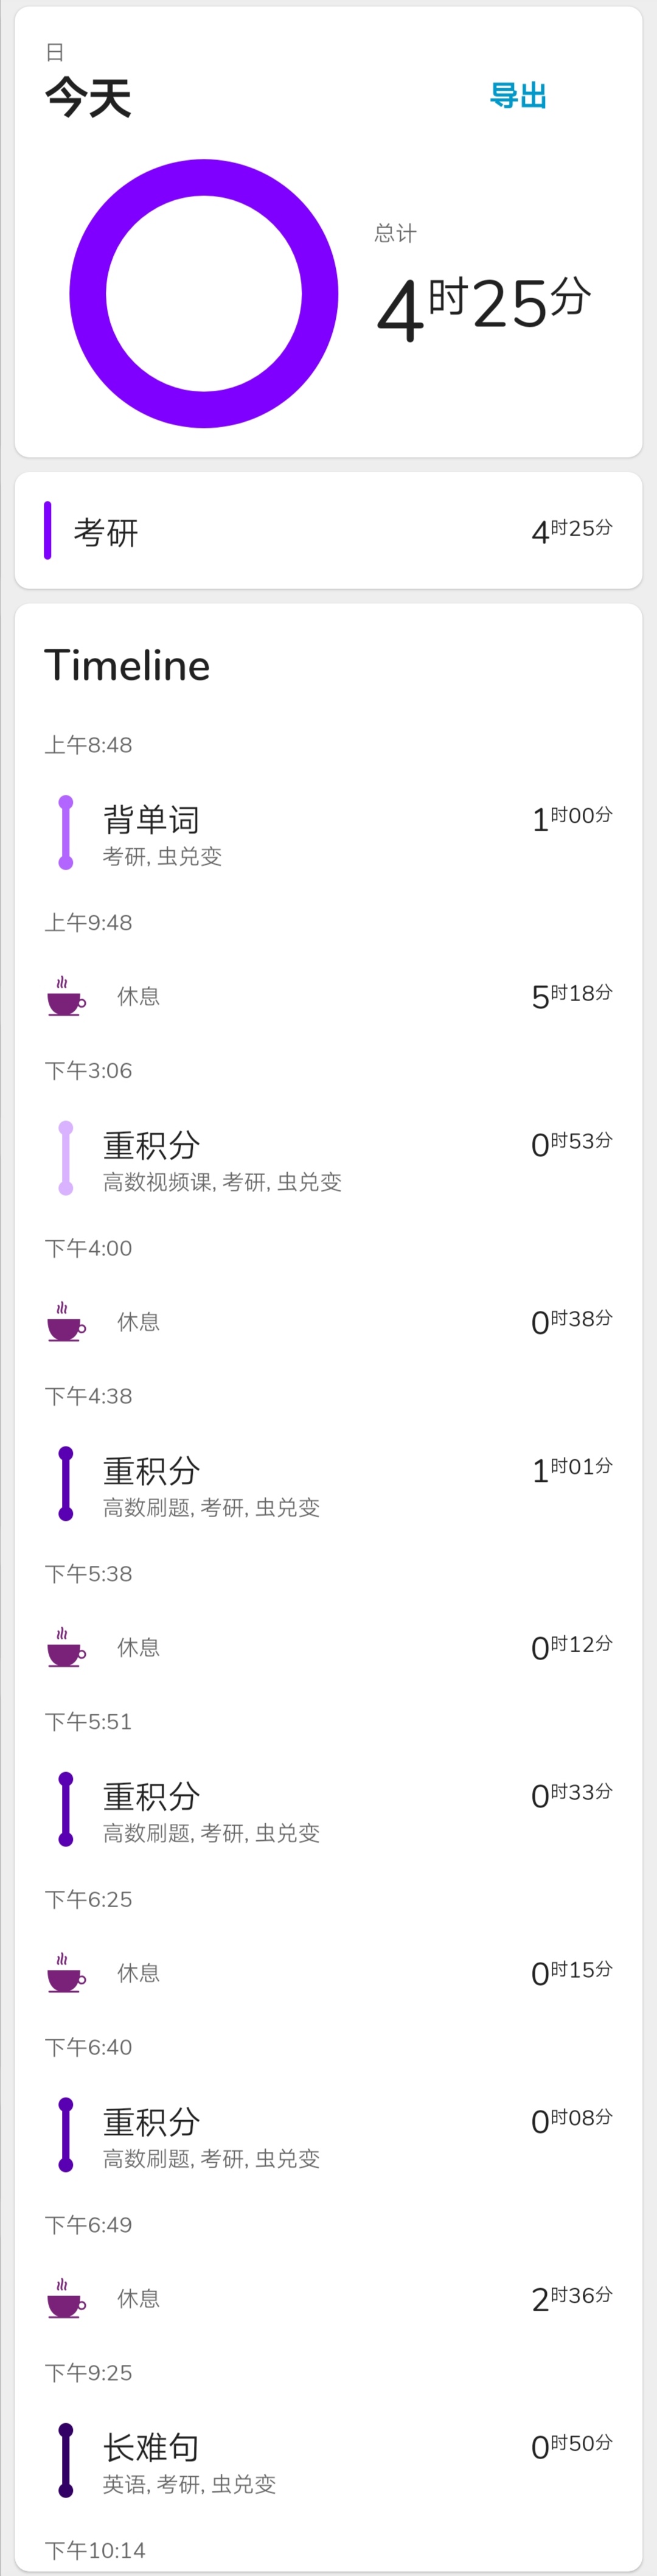 日
今天
导出
总计
4时25分
考研 4时25分
Timeline
上午8:48
背单词 1时00分
考研, 虫兑变
上午9:48
休息 5时18分
下午3:06
重积分 0时53分
高数视频课, 考研, 虫兑变
下午4:00
休息 0时38分
下午4:38
重积分 1时01分
高数刷题, 考研, 虫兑变
下午5:38
休息 0时12分
下午5:51
重积分 0时33分
高数刷题, 考研, 虫兑变
下午6:25
休息 0时15分
下午6:40
重积分 0时08分
高数刷题, 考研, 虫兑变
下午6:49
休息 2时36分
下午9:25
长难句 0时50分
英语, 考研, 虫兑变
下午10:14